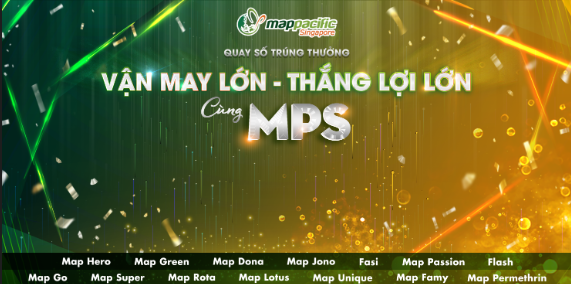 mappacific
Singapore
QUAY SỐ TRÚNG THƯỞNG
VẬN MAY LỚN - THẮNG LỢI LỚN
Cùng MPS
Map Hero Map Green Map Dona Map Jono Fasi Map Passion Flash
Map Go Map Super Map Rota Map Lotus Map Unique Map Famy Map Permethrin